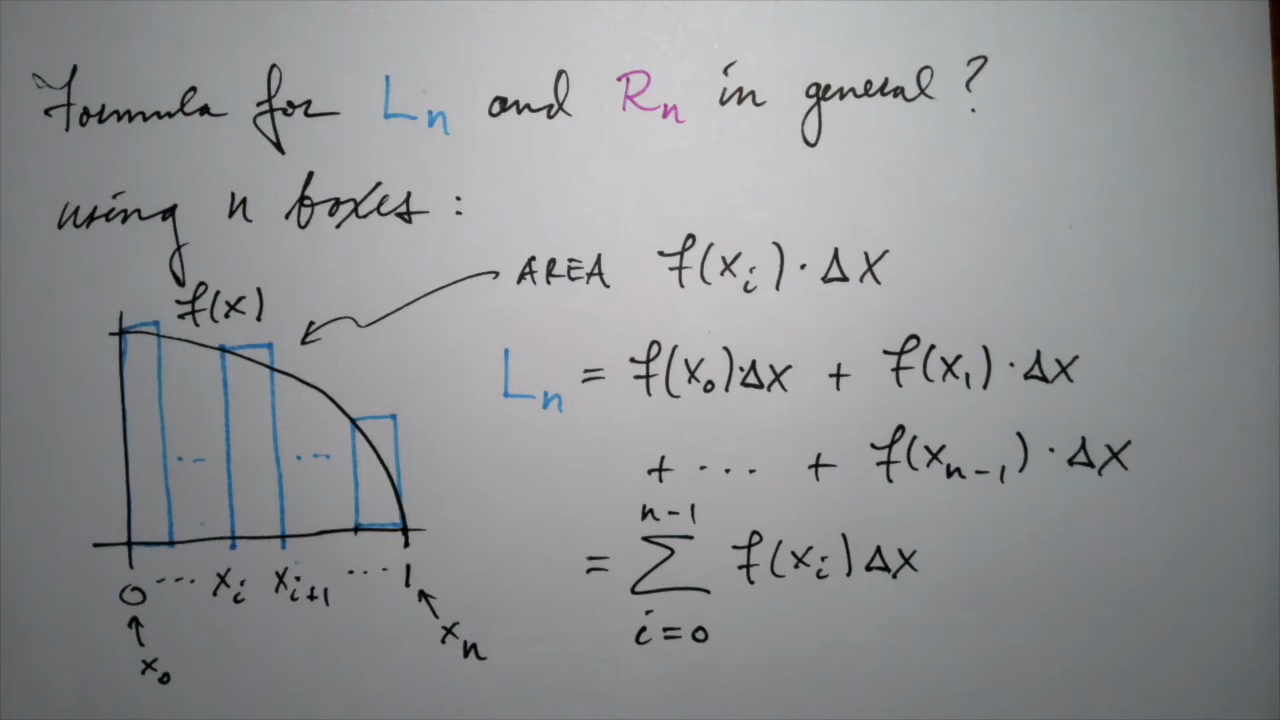 Formula for Lₙ and Rₙ in general?
using n boxes:
AREA f(xᵢ)·Δx
f(x)
Lₙ = f(x₀)·Δx + f(x₁)·Δx
+ ... + f(xₙ₋₁)·Δx
n-1
= ∑ f(xᵢ)Δx
i=0
... ...
0 ... xᵢ xᵢ₊₁ ... 1
x₀ xₙ